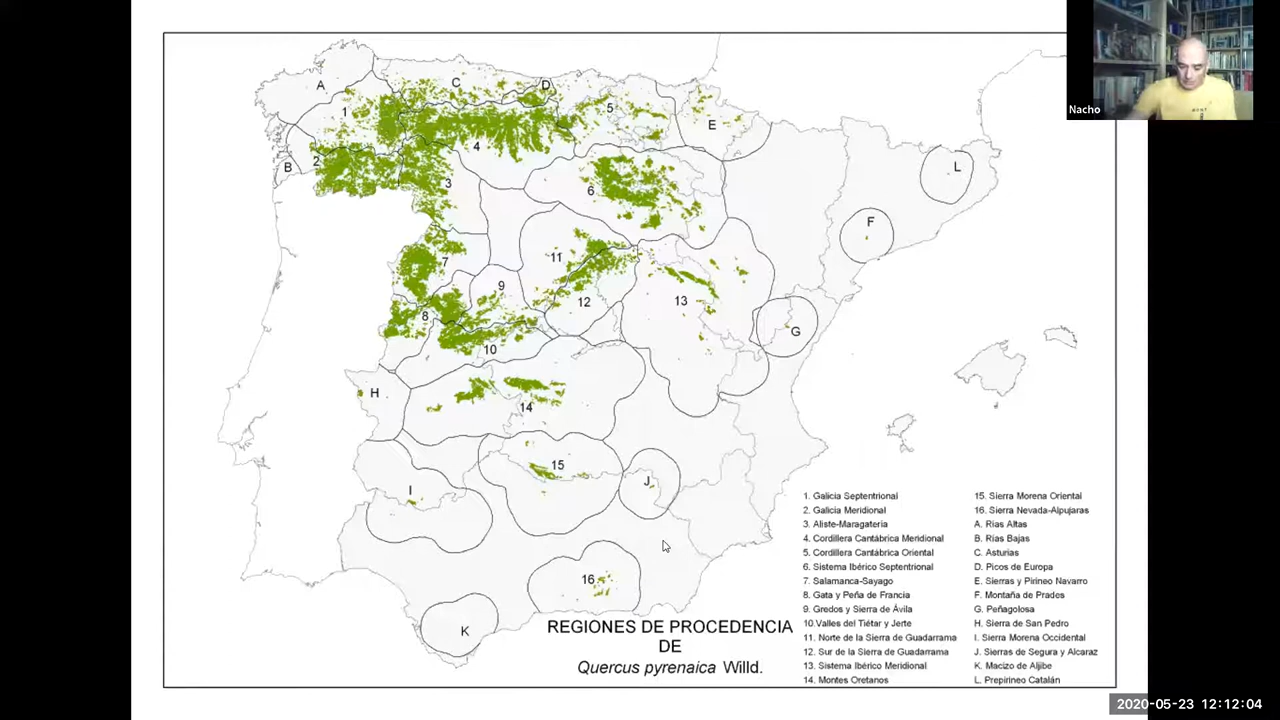 Nacho
A
C
D
1
5
E
4
B
2
3
6
L
F
7
11
9
12
13
8
10
G
H
14
15
J
I
16
K
REGIONES DE PROCEDENCIA
DE
Quercus pyrenaica Willd.
1. Galicia Septentrional
2. Galicia Meridional
3. Aliste-Maragatería
4. Cordillera Cantábrica Meridional
5. Cordillera Cantábrica Oriental
6. Sistema Ibérico Septentrional
7. Salamanca-Sayago
8. Gata y Peña de Francia
9. Gredos y Sierra de Ávila
10.Valles del Tiétar y Jerte
11. Norte de la Sierra de Guadarrama
12. Sur de la Sierra de Guadarrama
13. Sistema Ibérico Meridional
14. Montes Oretanos
15. Sierra Morena Oriental
16. Sierra Nevada-Alpujaras
A. Rias Altas
B. Rias Bajas
C. Asturias
D. Picos de Europa
E. Sierras y Pirineo Navarro
F. Montaña de Prades
G. Peñagolosa
H. Sierra de San Pedro
I. Sierra Morena Occidental
J. Sierras de Segura y Alcaraz
K. Macizo de Aljibe
L. Prepirineo Catalán
2020-05-23 12:12:04